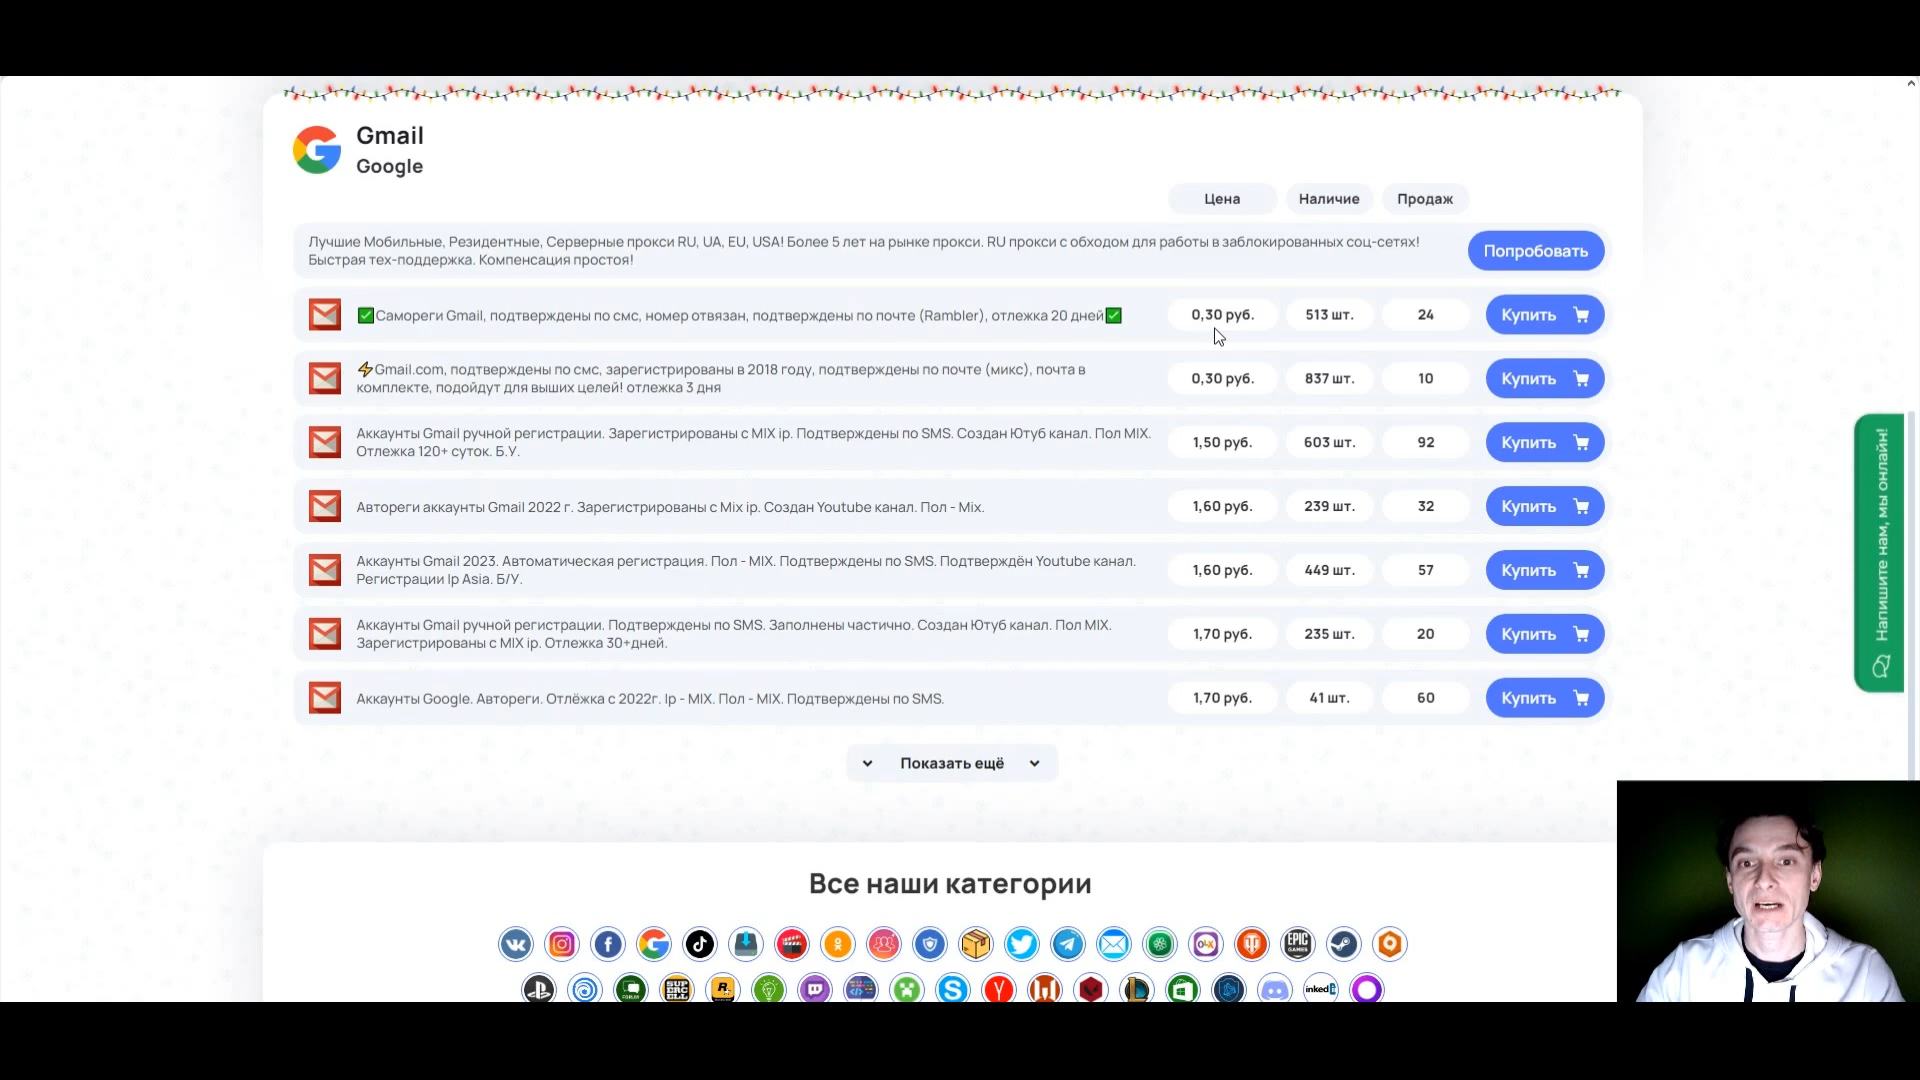 Gmail
Google
Цена
Наличие
Продаж
Лучшие Мобильные, Резидентные, Серверные прокси RU, UA, EU, USA! Более 5 лет на рынке прокси. RU прокси с обходом для работы в заблокированных соц-сетях!
Быстрая тех-поддержка. Компенсация простоя!
Попробовать
✅Самореги Gmail, подтверждены по смс, номер отвязан, подтверждены по почте (Rambler), отлежка 20 дней✅
0,30 руб.
513 шт.
24
Купить
⚡Gmail.com, подтверждены по смс, зарегистрированы в 2018 году, подтверждены по почте (микс), почта в
комплекте, подойдут для выших целей! отлежка 3 дня
0,30 руб.
837 шт.
10
Купить
Аккаунты Gmail ручной регистрации. Зарегистрированы с MIX ip. Подтверждены по SMS. Создан Ютуб канал. Пол MIX.
Отлежка 120+ суток. Б.У.
1,50 руб.
603 шт.
92
Купить
Автореги аккаунты Gmail 2022 г. Зарегистрированы с Mix ip. Создан Youtube канал. Пол - Mix.
1,60 руб.
239 шт.
32
Купить
Аккаунты Gmail 2023. Автоматическая регистрация. Пол - MIX. Подтверждены по SMS. Подтверждён Youtube канал.
Регистрации Ip Asia. Б/У.
1,60 руб.
449 шт.
57
Купить
Аккаунты Gmail ручной регистрации. Подтверждены по SMS. Заполнены частично. Создан Ютуб канал. Пол MIX.
Зарегистрированы с MIX ip. Отлежка 30+дней.
1,70 руб.
235 шт.
20
Купить
Аккаунты Google. Автореги. Отлёжка с 2022г. Ip - MIX. Пол - MIX. Подтверждены по SMS.
1,70 руб.
41 шт.
60
Купить
Показать ещё
Напишите нам, мы онлайн!
Все наши категории
OLX
EPIC
GAMES
FORUM
SUP
ERC
ELL
R
Y
inked